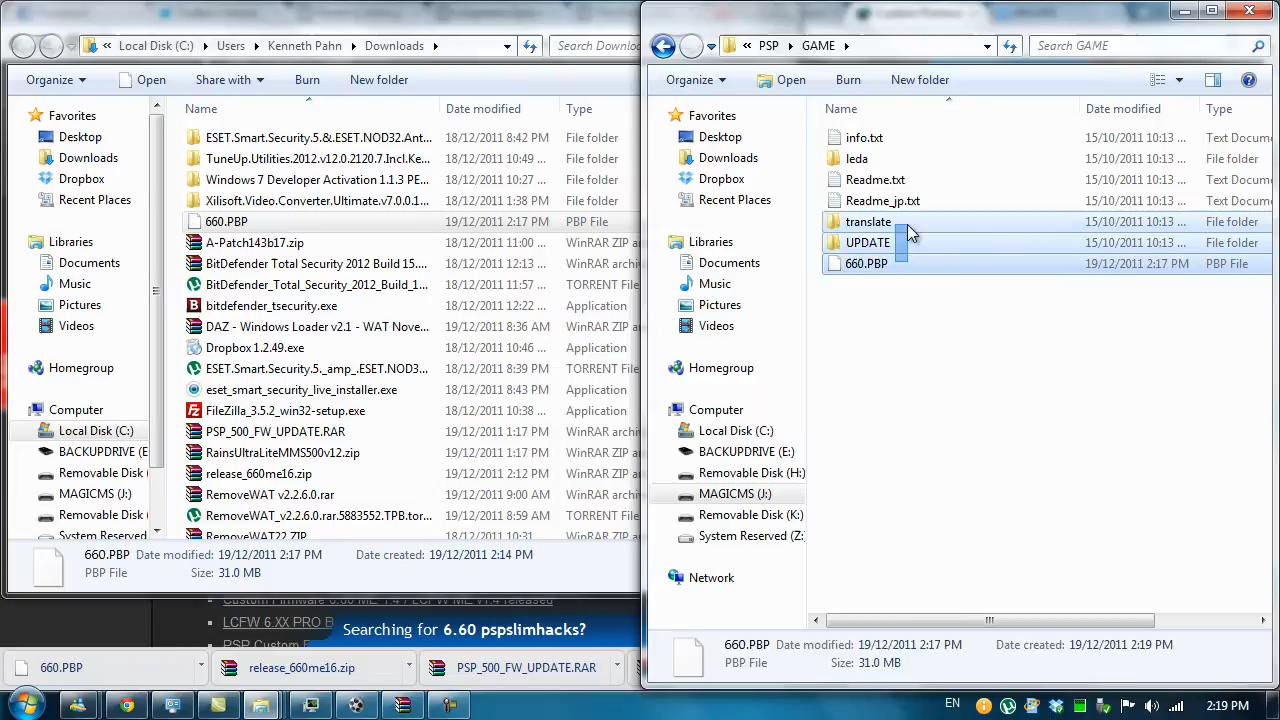 Local Disk (C:) Users Kenneth Pahn Downloads
Search Downloa
Organize Open Share with Burn New folder
Favorites
Desktop
Downloads
Dropbox
Recent Places
Libraries
Documents
Music
Pictures
Videos
Homegroup
Computer
Local Disk (C:)
BACKUPDRIVE (E
Removable Disk (
MAGICMS (J:)
Removable Disk (
System Reserved
Name Date modified Type
ESET.Smart.Security.5.&.ESET.NOD32.Ant... 18/12/2011 8:42 PM File folder
TuneUp.Utilities.2012.v12.0.2120.7.Incl.Ke... 18/12/2011 10:49 ... File folder
Windows 7 Developer Activation 1.1.3 PE... 18/12/2011 10:27 ... File folder
Xilisoft.Video.Converter.Ultimate.v7.0.0.1... 18/12/2011 10:36 ... File folder
660.PBP 19/12/2011 2:17 PM PBP File
A-Patch143b17.zip 18/12/2011 11:00 ... WinRAR ZIP a
BitDefender Total Security 2012 Build 15.... 18/12/2011 12:13 ... WinRAR ZIP a
BitDefender_Total_Security_2012_Build_1... 18/12/2011 11:57 ... TORRENT File
bitdefender_tsecurity.exe 18/12/2011 12:22 ... Application
DAZ - Windows Loader v2.1 - WAT Nove... 19/12/2011 8:36 AM WinRAR ZIP a
Dropbox 1.2.49.exe 18/12/2011 10:46 ... Application
ESET.Smart.Security.5._amp_.ESET.NOD3... 18/12/2011 8:39 PM TORRENT File
eset_smart_security_live_installer.exe 18/12/2011 8:43 PM Application
FileZilla_3.5.2_win32-setup.exe 18/12/2011 10:38 ... Application
PSP_500_FW_UPDATE.RAR 19/12/2011 1:17 PM WinRAR archi
RainsUltraLiteMMS500v12.zip 19/12/2011 1:17 PM WinRAR ZIP a
release_660me16.zip 19/12/2011 2:12 PM WinRAR ZIP a
RemoveWAT v2.2.6.0.rar 19/12/2011 9:00 AM WinRAR archi
RemoveWAT_v2.2.6.0.rar.5883552.TPB.tor... 19/12/2011 8:59 AM TORRENT File
RemoveWAT22.ZIP 18/12/2011 10:31 ... WinRAR ZIP a
660.PBP Date modified: 19/12/2011 2:17 PM Date created: 19/12/2011 2:14 PM
PBP File Size: 31.0 MB
PSP GAME
Search GAME
Organize Open Burn New folder
Favorites
Desktop
Downloads
Dropbox
Recent Places
Libraries
Documents
Music
Pictures
Videos
Homegroup
Computer
Local Disk (C:)
BACKUPDRIVE (E:)
Removable Disk (H:)
MAGICMS (J:)
Removable Disk (K:)
System Reserved (Z:
Network
Name Date modified Type
info.txt 15/10/2011 10:13 ... Text Docume
leda 15/10/2011 10:13 ... File folder
Readme.txt 15/10/2011 10:13 ... Text Docume
Readme_jp.txt 15/10/2011 10:13 ... Text Docume
translate 15/10/2011 10:13 ... File folder
UPDATE 15/10/2011 10:13 ... File folder
660.PBP 19/12/2011 2:17 PM PBP File
660.PBP Date modified: 19/12/2011 2:17 PM Date created: 19/12/2011 2:19 PM
PBP File Size: 31.0 MB
Custom Firmware 6.60 ME 1.4 / LCFW ME v1.4 released
LCFW 6.XX PRO B
PSP Custom F
Searching for 6.60 pspslimhacks?
660.PBP release_660me16.zip PSP_500_FW_UPDATE.RAR
EN 2:19 PM